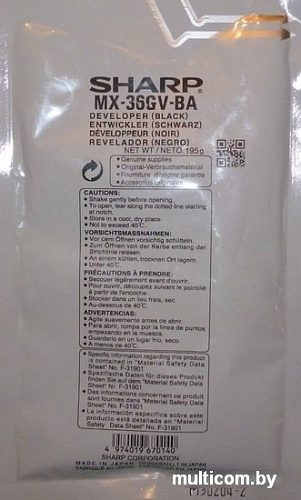 SHARP
MX-36GV-BA
DEVELOPER (BLACK)
ENTWICKLER (SCHWARZ)
DÉVELOPPEUR (NOIR)
REVELADOR (NEGRO)
NET WT / NETO. 195g
Genuine supplies
Original-Verbrauchsmaterial
Fourniture d'origine garantie
Accesorios originales
CAUTIONS:
Shake gently before opening.
To open, tear along the dotted line starting
at notch.
Store in a cool, dry place.
Not to exceed 40°C.
VORSICHTSMASSNAHMEN:
Vor dem Öffnen vorsichtig schütteln.
Zum Öffnen von der Kerbe entlang der
Strichlinie reissen.
An einem kühlen, trocknen Ort lagern.
Unter 40°C.
PRÉCAUTIONS À PRENDRE:
Secouer légèrement avant d'ouvrir.
Pour ouvrir, découpez suivant le pointillé
à partir de l'encoche.
Stocker dans un lieu frais, sec.
Au-dessous de 40°C.
ADVERTENCIAS:
Agite suavemente antes de abrir.
Para abrir, rompa por la línea de puntos
empezando en la muesca.
Guardarlo en un lugar frío, seco
A menos de 40°C.
Specific information regarding this product
is contained in "Material Safety Data
Sheet" No. F-31901
Spezifische Daten für dieses Produkt
finden Sie auf dem "Material Safety Data
Sheet" Nr. F-31901
Des informations concernant ce produit
sont fournies dans le "Material Safety
Data Sheet" No. F-31901
La información específica sobre este
producto está detallada en "Material
Safety Data Sheet" No. F-31901
4 974019 670140
SHARP CORPORATION
MADE IN JAPAN
multicom.by